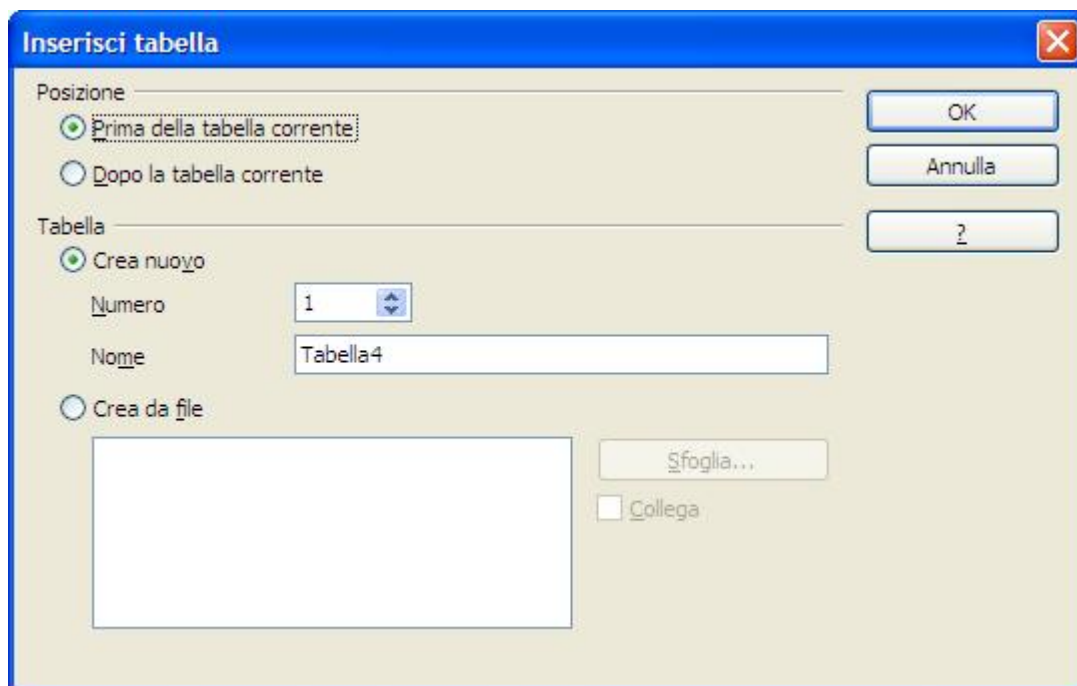 Inserisci tabella
Posizione
Prima della tabella corrente
Dopo la tabella corrente
Tabella
Crea nuovo
Numero 1
Nome Tabella4
Crea da file
Sfoglia...
Collega
OK
Annulla
?